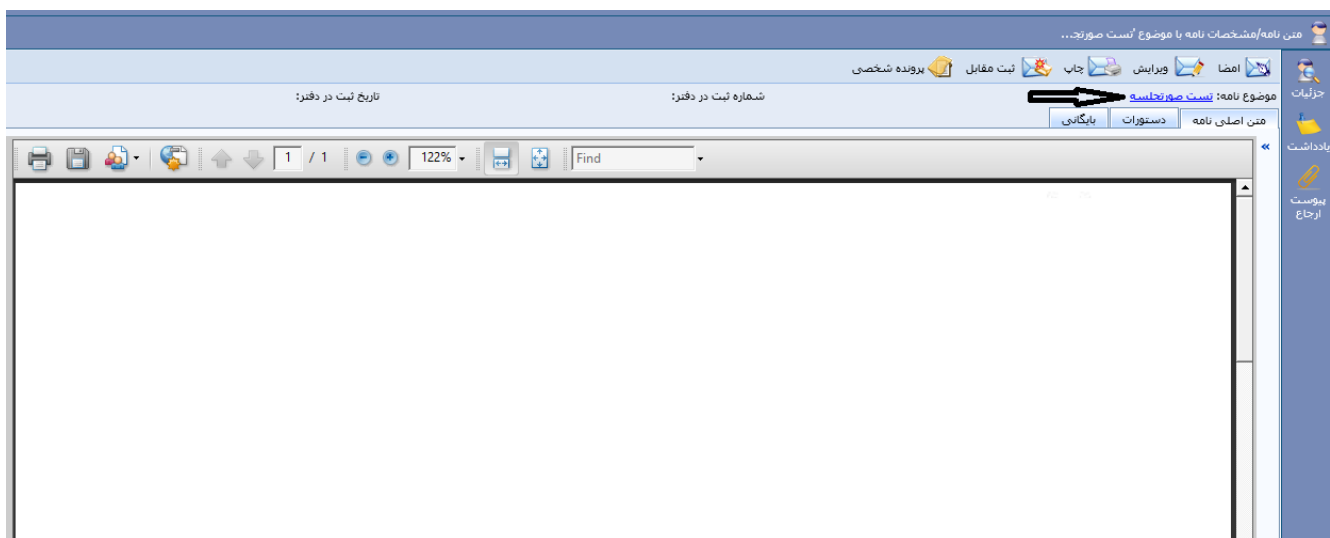 متن نامه/مشخصات نامه با موضوع 'تست صورتج...
امضا ویرایش چاپ ثبت مقابل پرونده شخصی
موضوع نامه: تست صورتجلسه شماره ثبت در دفتر: تاریخ ثبت در دفتر:
متن اصلی نامه دستورات بایگانی
1 / 1 122% Find
»
جزئیات
یادداشت
پیوست
ارجاع